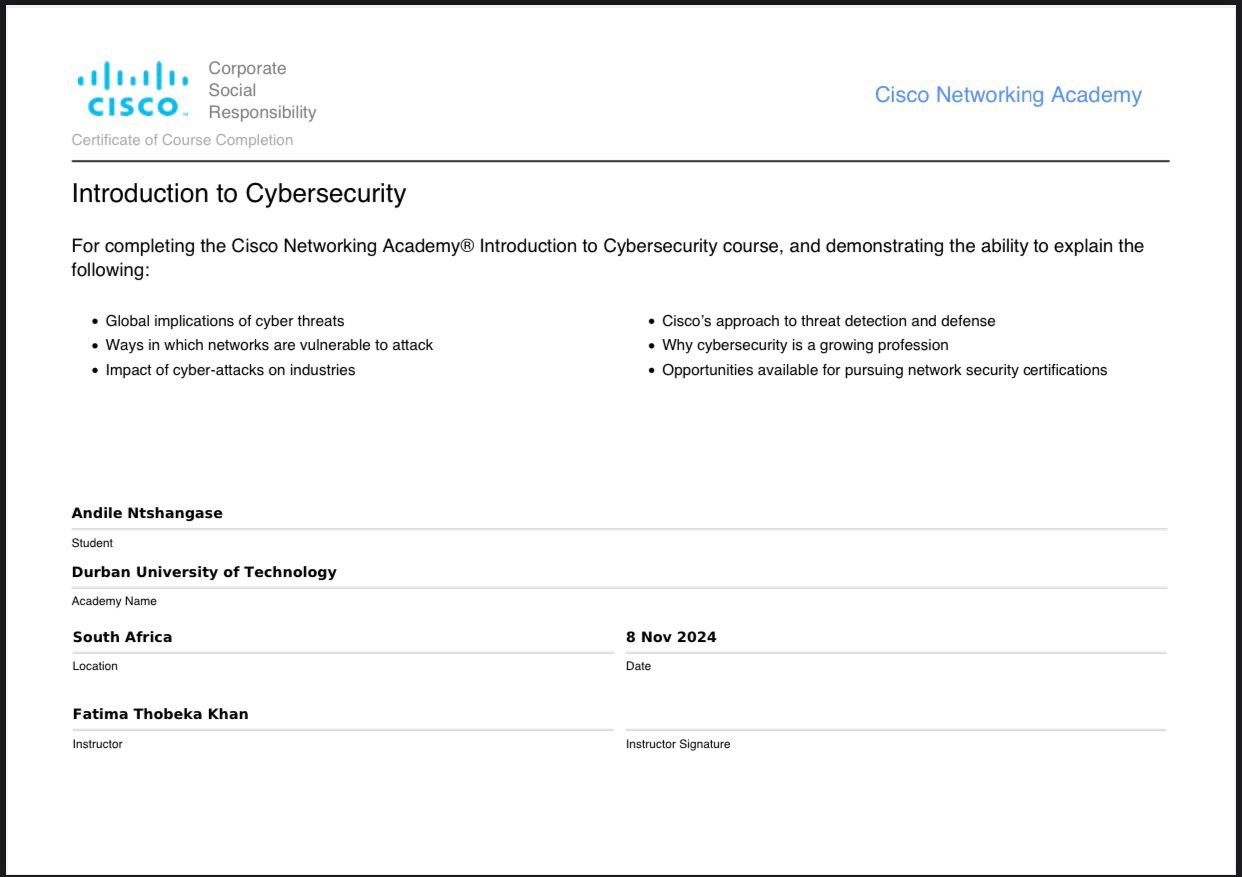 CISCO™
Corporate
Social
Responsibility
Cisco Networking Academy
Certificate of Course Completion
Introduction to Cybersecurity
For completing the Cisco Networking Academy® Introduction to Cybersecurity course, and demonstrating the ability to explain the
following:
• Global implications of cyber threats
• Ways in which networks are vulnerable to attack
• Impact of cyber-attacks on industries
• Cisco’s approach to threat detection and defense
• Why cybersecurity is a growing profession
• Opportunities available for pursuing network security certifications
Andile Ntshangase
Student
Durban University of Technology
Academy Name
South Africa
Location
8 Nov 2024
Date
Fatima Thobeka Khan
Instructor
Instructor Signature